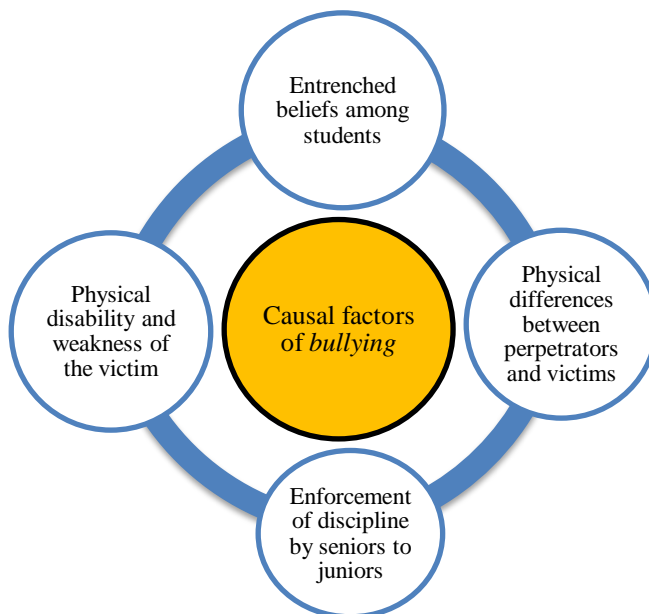 Entrenched
beliefs among
students
Physical
disability and
weakness of
the victim
Causal factors
of bullying
Physical
differences
between
perpetrators
and victims
Enforcement
of discipline
by seniors to
juniors